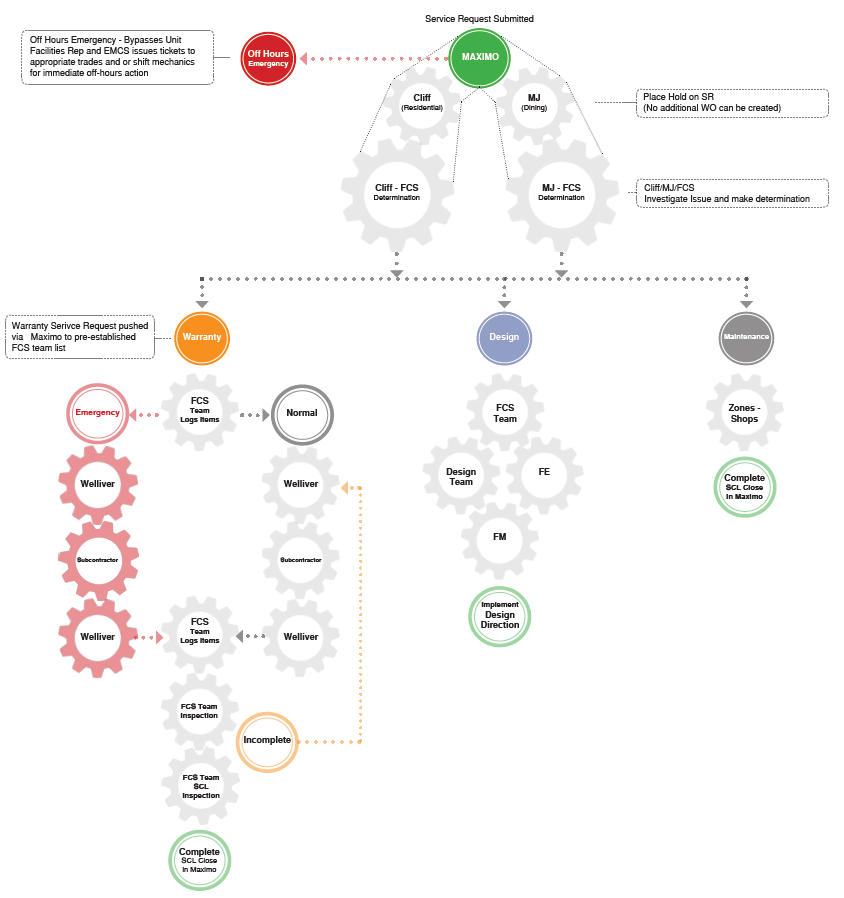 Service Request Submitted
Off Hours Emergency - Bypasses Unit
Facilities Rep and EMCS issues tickets to
appropriate trades and or shift mechanics
for immediate off-hours action
Off Hours
Emergency
MAXIMO
Cliff
(Residential)
MJ
(Dining)
Place Hold on SR
(No additional WO can be created)
Cliff - FCS
Determination
MJ - FCS
Determination
Cliff/MJ/FCS
Investigate Issue and make determination
Warranty Serivce Request pushed
via Maximo to pre-established
FCS team list
Warranty
Design
Maintenance
Emergency
FCS
Team
Logs Items
Normal
FCS
Team
Zones -
Shops
Welliver
Welliver
Design
Team
FE
Complete
SCL Close
in Maximo
Subcontractor
Subcontractor
FM
Welliver
FCS
Team
Logs Items
Welliver
Implement
Design
Direction
FCS Team
Inspection
Incomplete
FCS Team
SCL
Inspection
Complete
SCL Close
in Maximo